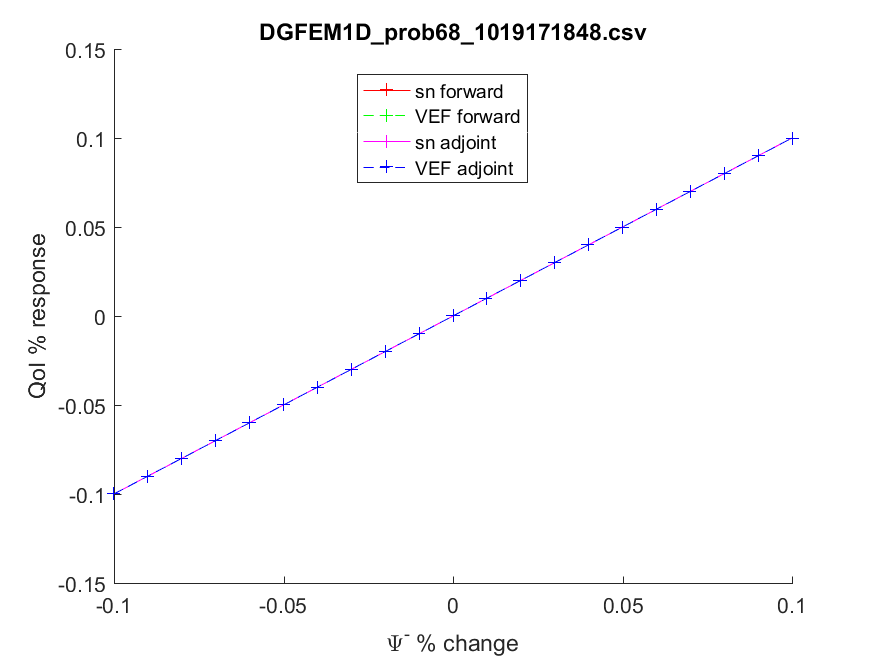 DGFEM1D_prob68_1019171848.csv
0.15
0.1
0.05
0
-0.05
-0.1
-0.15
QoI % response
sn forward
VEF forward
sn adjoint
VEF adjoint
-0.1
-0.05
0
0.05
0.1
Ψ- % change